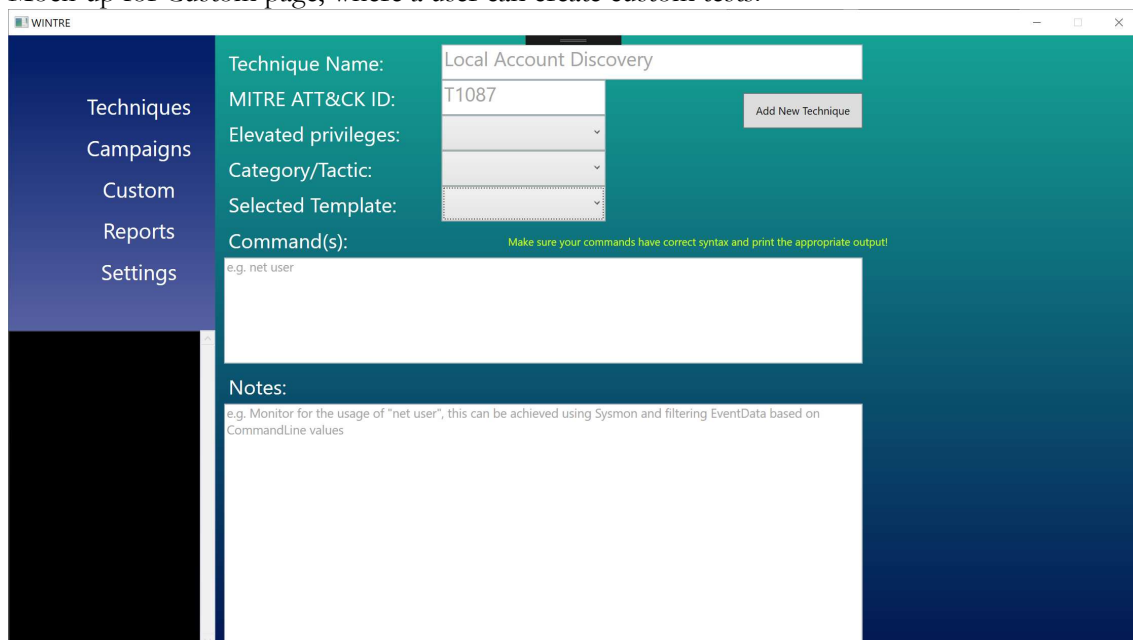 Mock-up for Custom page, where a user can create custom tests.
WINTRE
Techniques
Campaigns
Custom
Reports
Settings
Technique Name:
Local Account Discovery
MITRE ATT&CK ID:
T1087
Add New Technique
Elevated privileges:
Category/Tactic:
Selected Template:
Command(s):
Make sure your commands have correct syntax and print the appropriate output!
e.g. net user
Notes:
e.g. Monitor for the usage of "net user", this can be achieved using Sysmon and filtering EventData based on
CommandLine values